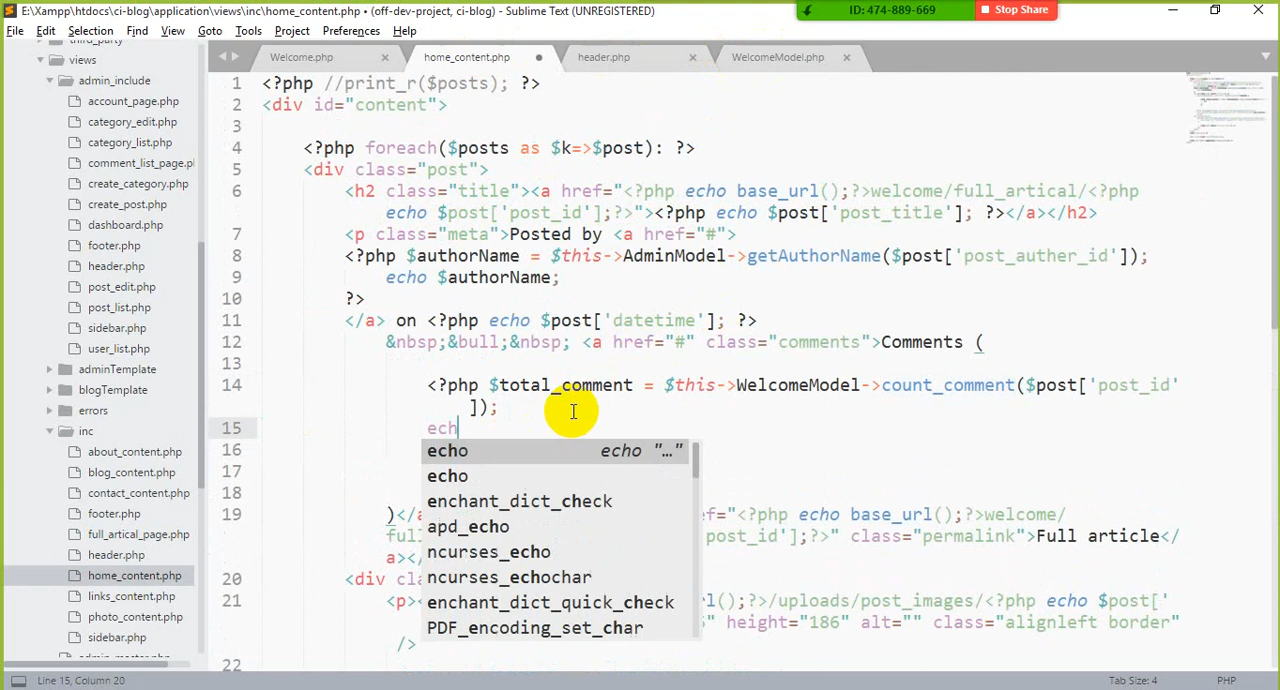 E:\Xampp\htdocs\ci-blog\application\views\inc\home_content.php • (off-dev-project, ci-blog) - Sublime Text (UNREGISTERED)
ID: 474-889-669
Stop Share
File Edit Selection Find View Goto Tools Project Preferences Help
third_party
views
admin_include
account_page.php
category_edit.php
category_list.php
comment_list_page.pl
create_category.php
create_post.php
dashboard.php
footer.php
header.php
post_edit.php
post_list.php
sidebar.php
user_list.php
adminTemplate
blogTemplate
errors
inc
about_content.php
blog_content.php
contact_content.php
footer.php
full_artical_page.php
header.php
home_content.php
links_content.php
photo_content.php
sidebar.php
Welcome.php
home_content.php
header.php
WelcomeModel.php
1 <?php //print_r($posts); ?>
2 <div id="content">
3
4 <?php foreach($posts as $k=>$post): ?>
5 <div class="post">
6 <h2 class="title"><a href="<?php echo base_url();?>welcome/full_artical/<?php
echo $post['post_id'];?>"><?php echo $post['post_title']; ?></a></h2>
7 <p class="meta">Posted by <a href="#">
8 <?php $authorName = $this->AdminModel->getAuthorName($post['post_auther_id']);
9 echo $authorName;
10 ?>
11 </a> on <?php echo $post['datetime']; ?>
12 &nbsp;&bull;&nbsp; <a href="#" class="comments">Comments (
13
14 <?php $total_comment = $this->WelcomeModel->count_comment($post['post_id'
]);
15 ech
16
17
18
19 )</a ef="<?php echo base_url();?>welcome/
full post_id'];?>" class="permalink">Full article</
a></
20 <div cla
21 <p>< rl();?>/uploads/post_images/<?php echo $post['
" height="186" alt="" class="alignleft border"
/>
22
echo echo "…"
echo
enchant_dict_check
apd_echo
ncurses_echo
ncurses_echochar
enchant_dict_quick_check
PDF_encoding_set_char
Line 15, Column 20
Tab Size: 4
PHP